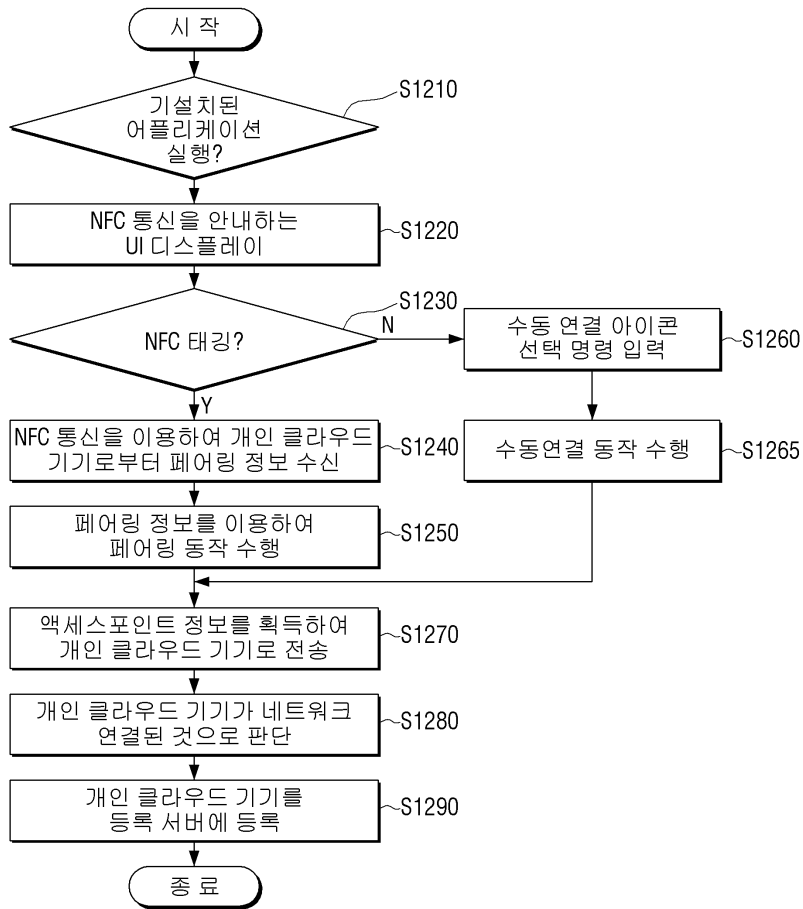 시 작
기설치된
어플리케이션
실행?
S1210
NFC 통신을 안내하는
UI 디스플레이
S1220
NFC 태깅?
S1230
N
수동 연결 아이콘
선택 명령 입력
S1260
Y
NFC 통신을 이용하여 개인 클라우드
기기로부터 페어링 정보 수신
S1240
수동연결 동작 수행
S1265
페어링 정보를 이용하여
페어링 동작 수행
S1250
액세스포인트 정보를 획득하여
개인 클라우드 기기로 전송
S1270
개인 클라우드 기기가 네트워크
연결된 것으로 판단
S1280
개인 클라우드 기기를
등록 서버에 등록
S1290
종 료